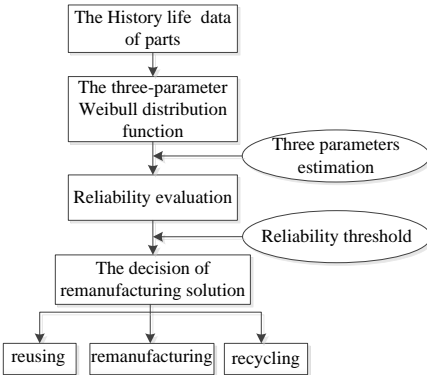 The History life data
of parts
The three-parameter
Weibull distribution
function
Three parameters
estimation
Reliability evaluation
Reliability threshold
The decision of
remanufacturing solution
reusing
remanufacturing
recycling